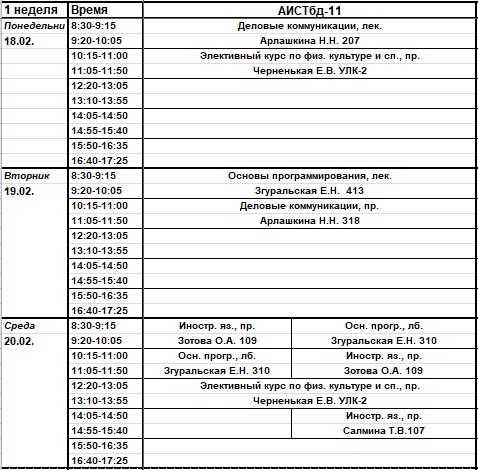 1 неделя Время АИСТбд-11
Понедельни 8:30-9:15 Деловые коммуникации, лек.
18.02. 9:20-10:05 Арлашкина Н.Н. 207
10:15-11:00 Элективный курс по физ. культуре и сп., пр.
11:05-11:50 Черненькая Е.В. УЛК-2
12:20-13:05
13:10-13:55
14:05-14:50
14:55-15:40
15:50-16:35
16:40-17:25
Вторник 8:30-9:15 Основы программирования, лек.
19.02. 9:20-10:05 Згуральская Е.Н. 413
10:15-11:00 Деловые коммуникации, пр.
11:05-11:50 Арлашкина Н.Н. 318
12:20-13:05
13:10-13:55
14:05-14:50
14:55-15:40
15:50-16:35
16:40-17:25
Среда 8:30-9:15 Иностр. яз., пр. Осн. прогр., лб.
20.02. 9:20-10:05 Зотова О.А. 109 Згуральская Е.Н. 310
10:15-11:00 Осн. прогр., лб. Иностр. яз., пр.
11:05-11:50 Згуральская Е.Н. 310 Зотова О.А. 109
12:20-13:05 Элективный курс по физ. культуре и сп., пр.
13:10-13:55 Черненькая Е.В. УЛК-2
14:05-14:50 Иностр. яз., пр.
14:55-15:40 Салмина Т.В.107
15:50-16:35
16:40-17:25